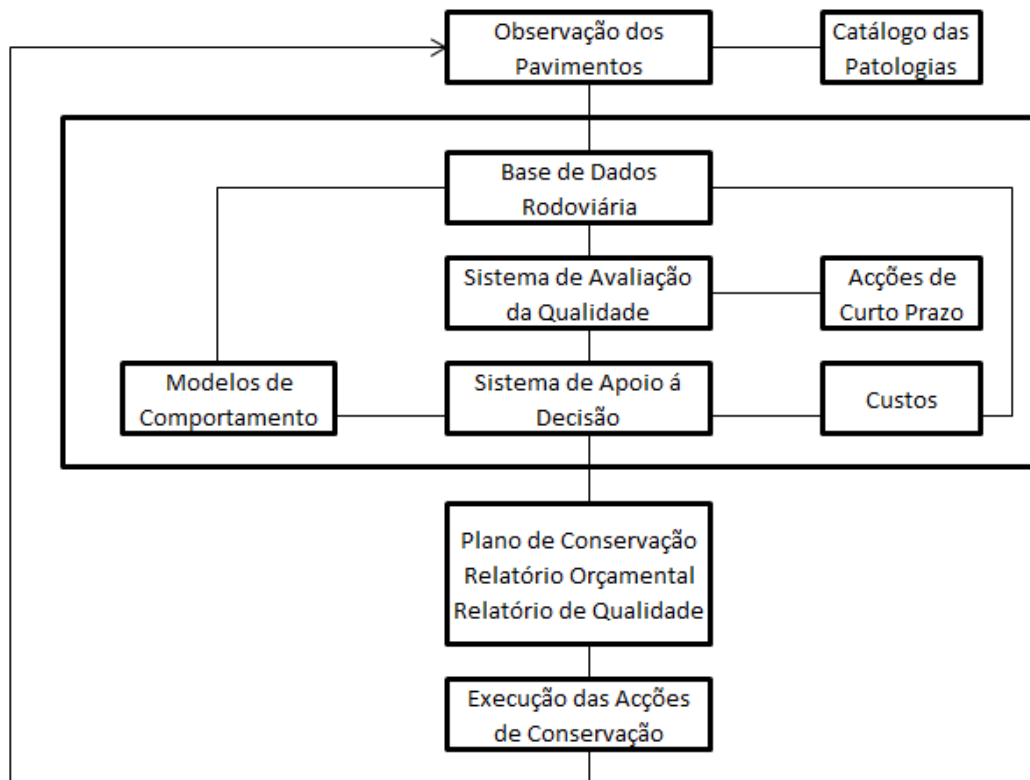 Observação dos
Pavimentos
Catálogo das
Patologias
Base de Dados
Rodoviária
Sistema de Avaliação
da Qualidade
Acções de
Curto Prazo
Modelos de
Comportamento
Sistema de Apoio á
Decisão
Custos
Plano de Conservação
Relatório Orçamental
Relatório de Qualidade
Execução das Acções
de Conservação